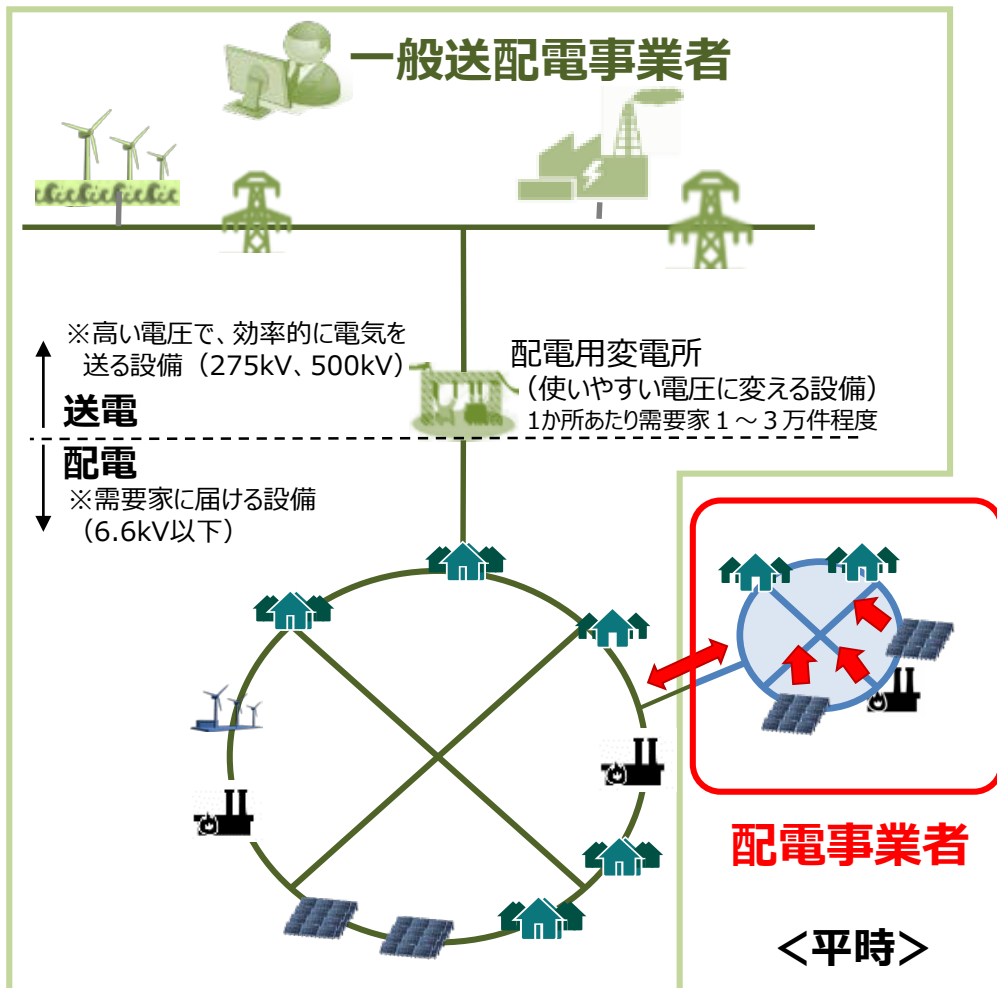 一般送配電事業者
※高い電圧で、効率的に電気を
送る設備（275kV、500kV）
送電
配電用変電所
（使いやすい電圧に変える設備）
1か所あたり需要家１～３万件程度
配電
※需要家に届ける設備
（6.6kV以下）
配電事業者
＜平時＞